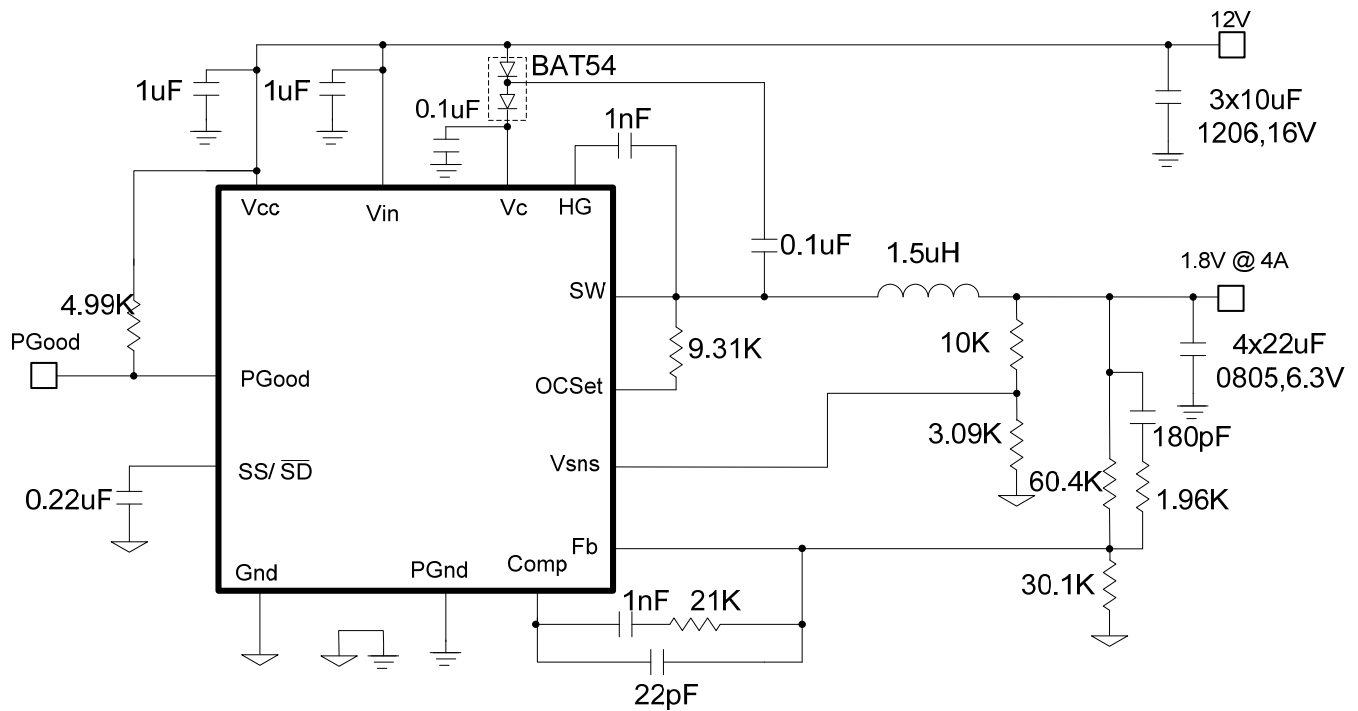 12V
BAT54
1uF
1uF
0.1uF
1nF
3x10uF
1206,16V
Vcc
Vin
Vc
HG
0.1uF
1.5uH
1.8V @ 4A
SW
4.99K
9.31K
10K
4x22uF
0805,6.3V
PGood
PGood
OCSet
3.09K
180pF
SS/ SD
Vsns
0.22uF
60.4K
1.96K
Fb
Gnd
PGnd
Comp
30.1K
1nF
21K
22pF